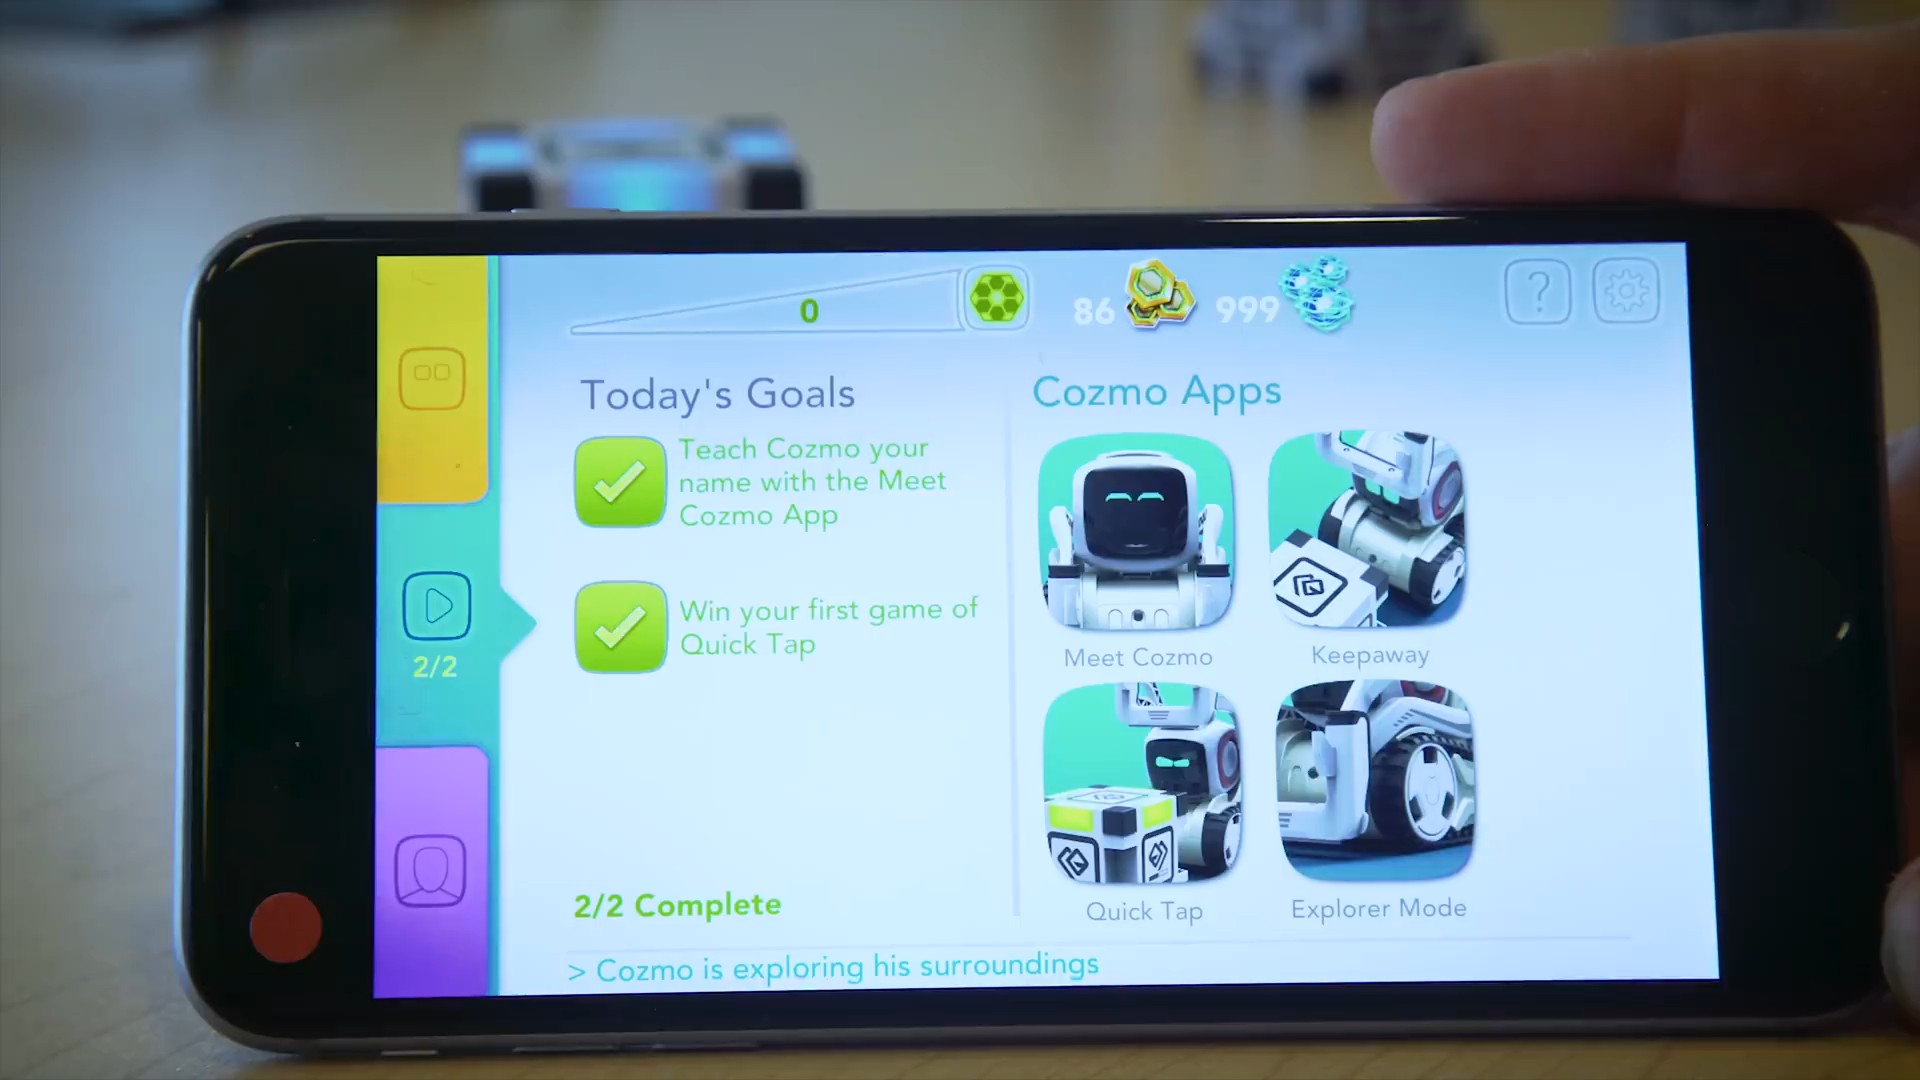 0
86
999
?
Today's Goals
Teach Cozmo your
name with the Meet
Cozmo App
Win your first game of
Quick Tap
2/2 Complete
2/2
Cozmo Apps
Meet Cozmo
Keepaway
Quick Tap
Explorer Mode
> Cozmo is exploring his surroundings